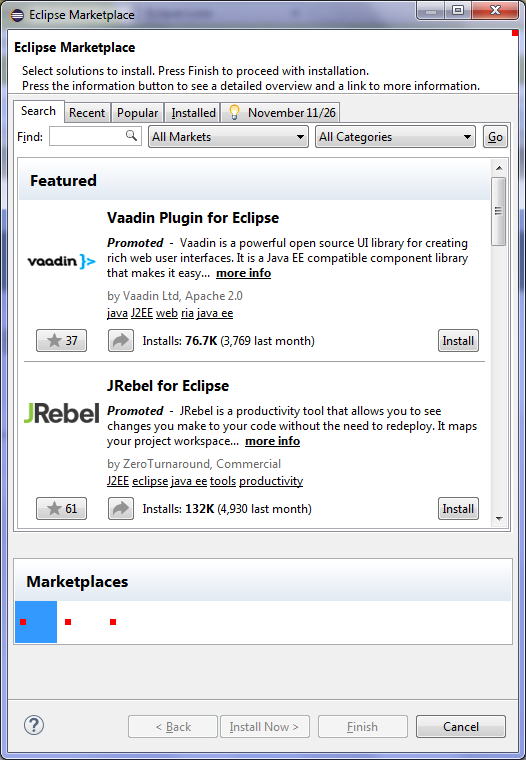 Eclipse Marketplace
Eclipse Marketplace
Select solutions to install. Press Finish to proceed with installation.
Press the information button to see a detailed overview and a link to more information.
Search Recent Popular Installed November 11/26
Find: All Markets All Categories Go
Featured
Vaadin Plugin for Eclipse
Promoted - Vaadin is a powerful open source UI library for creating
rich web user interfaces. It is a Java EE compatible component library
that makes it easy... more info
vaadin }>
by Vaadin Ltd, Apache 2.0
java J2EE web ria java ee
37 Installs: 76.7K (3,769 last month) Install
JRebel for Eclipse
JRebel
Promoted - JRebel is a productivity tool that allows you to see
changes you make to your code without the need to redeploy. It maps
your project workspace... more info
by ZeroTurnaround, Commercial
J2EE eclipse java ee tools productivity
61 Installs: 132K (4,930 last month) Install
Marketplaces
? < Back Install Now > Finish Cancel